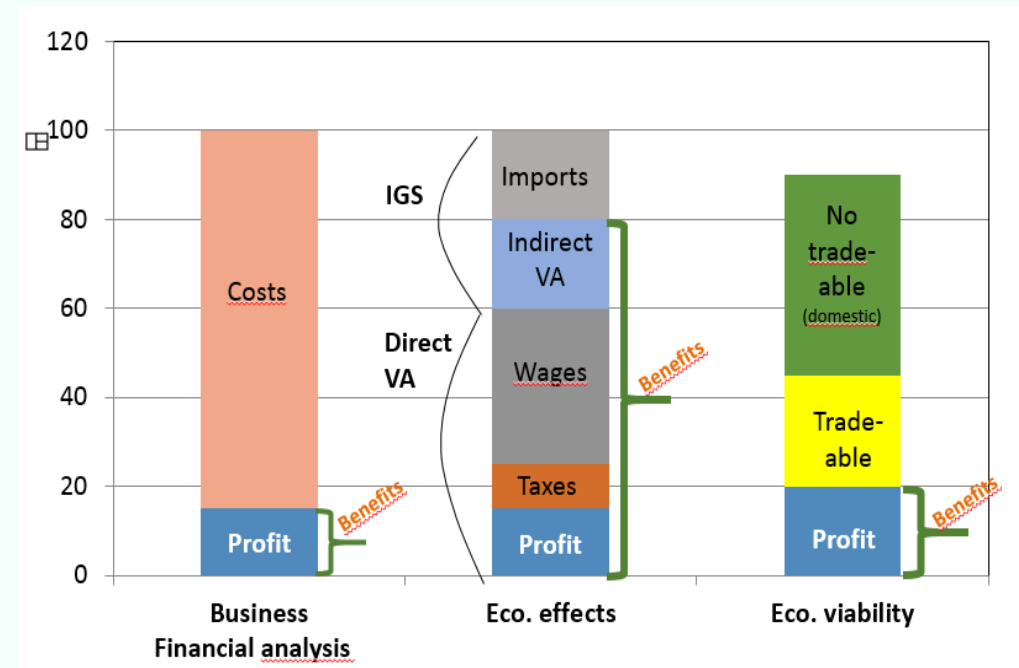 120
100
80
60
40
20
0
Costs
Profit
Benefits
Business
Financial analysis
IGS
Direct
VA
Imports
Indirect
VA
Wages
Taxes
Profit
Benefits
Eco. effects
No
trade-
able
(domestic)
Trade-
able
Profit
Benefits
Eco. viability